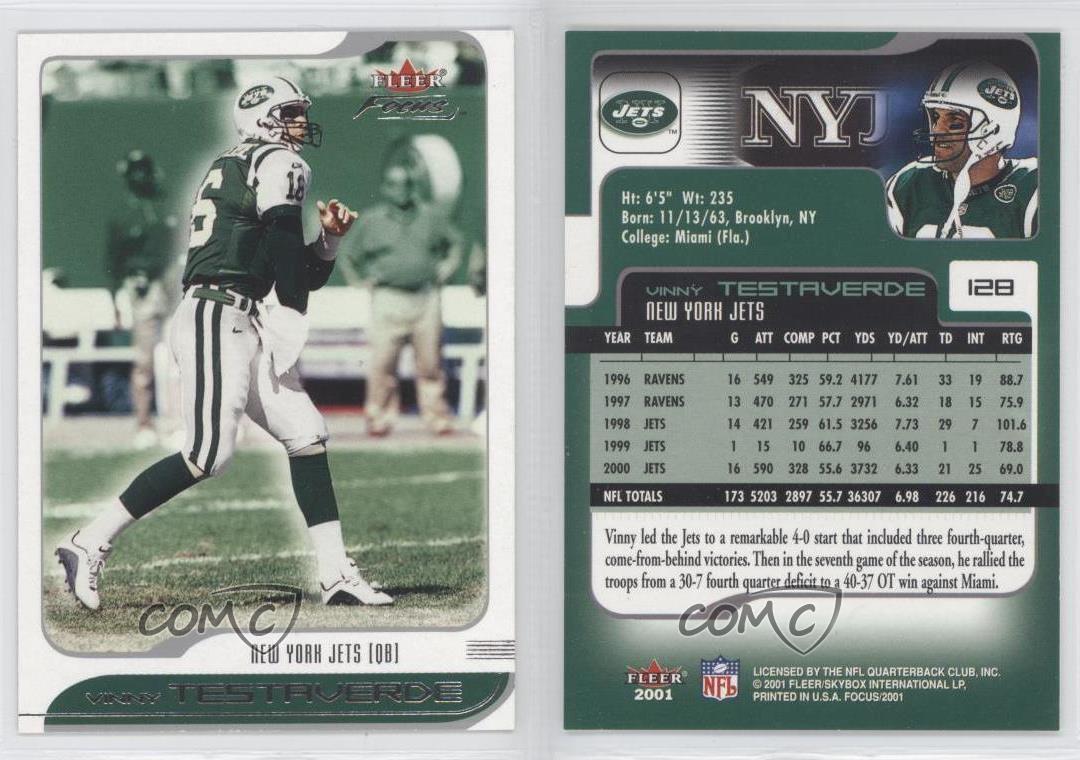 FLEER
Focus
16
COMC
NEW YORK JETS [QB]
VINNY TESTAVERDE
JETS
TM
NYJ
Ht: 6'5" Wt: 235
Born: 11/13/63, Brooklyn, NY
College: Miami (Fla.)
128
VINNY TESTAVERDE
NEW YORK JETS
YEAR TEAM G ATT COMP PCT YDS YD/ATT TD INT RTG
1996 RAVENS 16 549 325 59.2 4177 7.61 33 19 88.7
1997 RAVENS 13 470 271 57.7 2971 6.32 18 15 75.9
1998 JETS 14 421 259 61.5 3256 7.73 29 7 101.6
1999 JETS 1 15 10 66.7 96 6.40 1 1 78.8
2000 JETS 16 590 328 55.6 3732 6.33 21 25 69.0
NFL TOTALS 173 5203 2897 55.7 36307 6.98 226 216 74.7
Vinny led the Jets to a remarkable 4-0 start that included three fourth-quarter,
come-from-behind victories. Then in the seventh game of the season, he rallied the
troops from a 30-7 fourth quarter deficit to a 40-37 OT win against Miami.
COMC
FLEER
2001
NFL
LICENSED BY THE NFL QUARTERBACK CLUB, INC.
© 2001 FLEER/SKYBOX INTERNATIONAL LP,
PRINTED IN U.S.A. FOCUS/2001